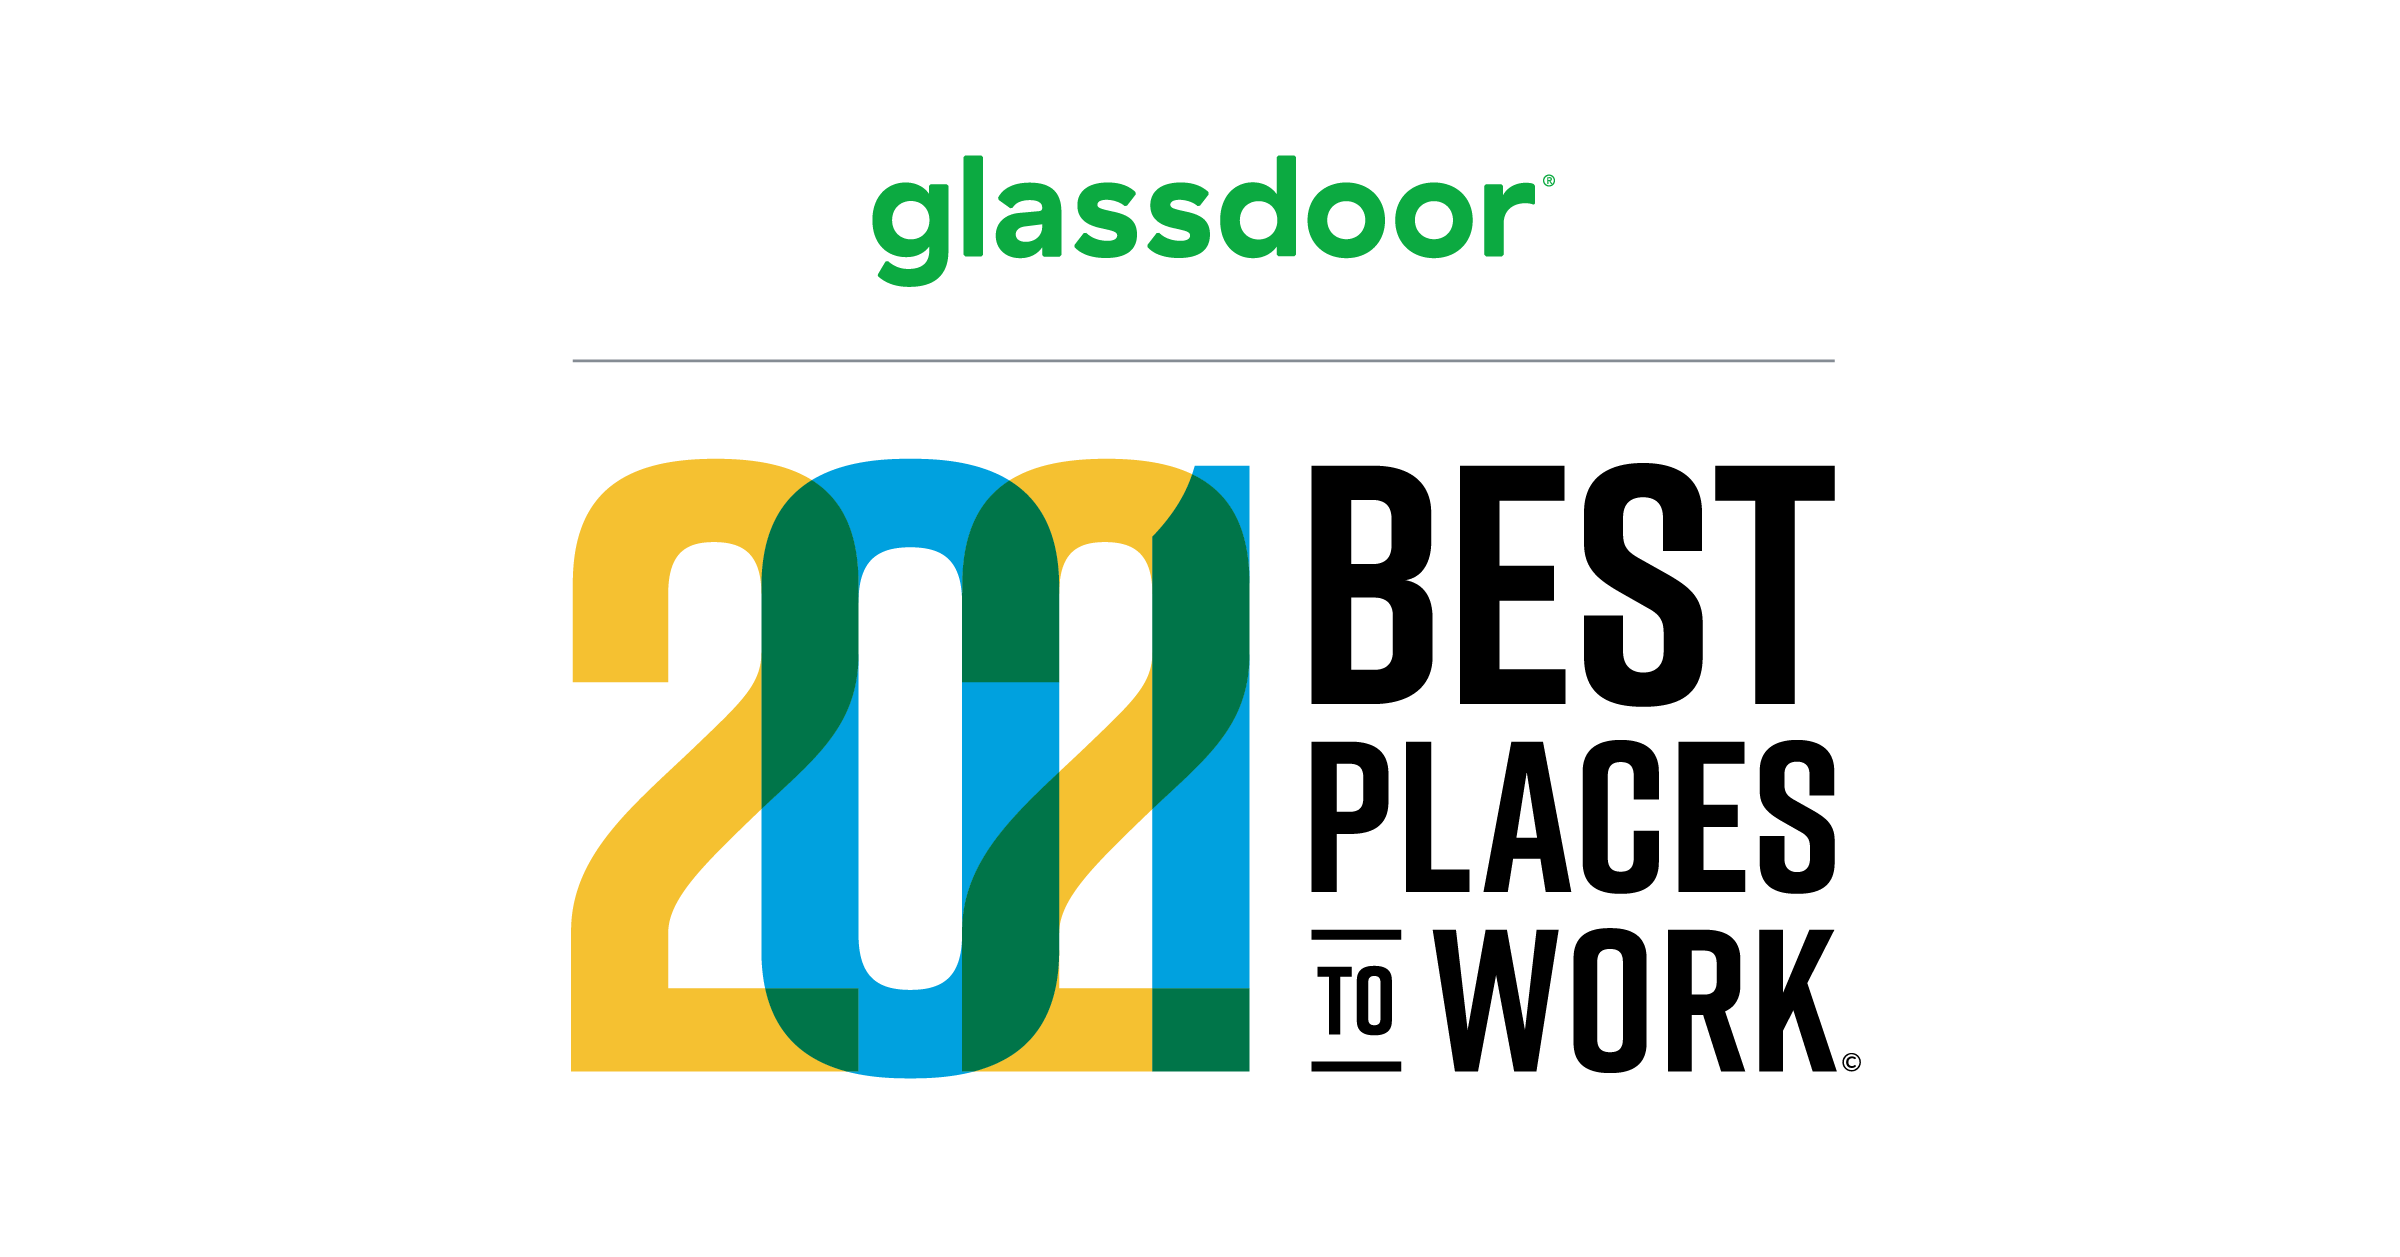 glassdoor®
2021 BEST
PLACES
TO WORK©